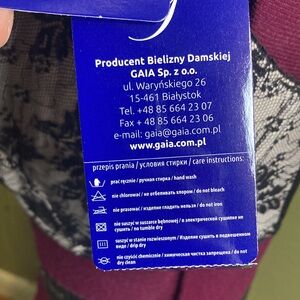 Producent Bielizny Damskiej
GAIA Sp. z o.o.
ul. Waryńskiego 26
15-461 Białystok
Tel. +48 85 664 23 07
Fax +48 85 664 23 06
e-mail: gaia@gaia.com.pl
www.gaia.com.pl
przepis prania / условия стирки / care instructions:
prać ręcznie / ручная стирка / hand wash
nie chlorować / не отбеливать хлором / do not bleach
nie prasować / изделия гладить нельзя / do not iron
nie suszyć w suszarce bębnowej / в электрической сушилке не
сушить / no tumble dry
suszyć w stanie rozwieszonym / Изделия сушить в подвешенном
виде / drip dry
nie czyścić chemicznie / химическая чистка запрещена / do not
dry clean